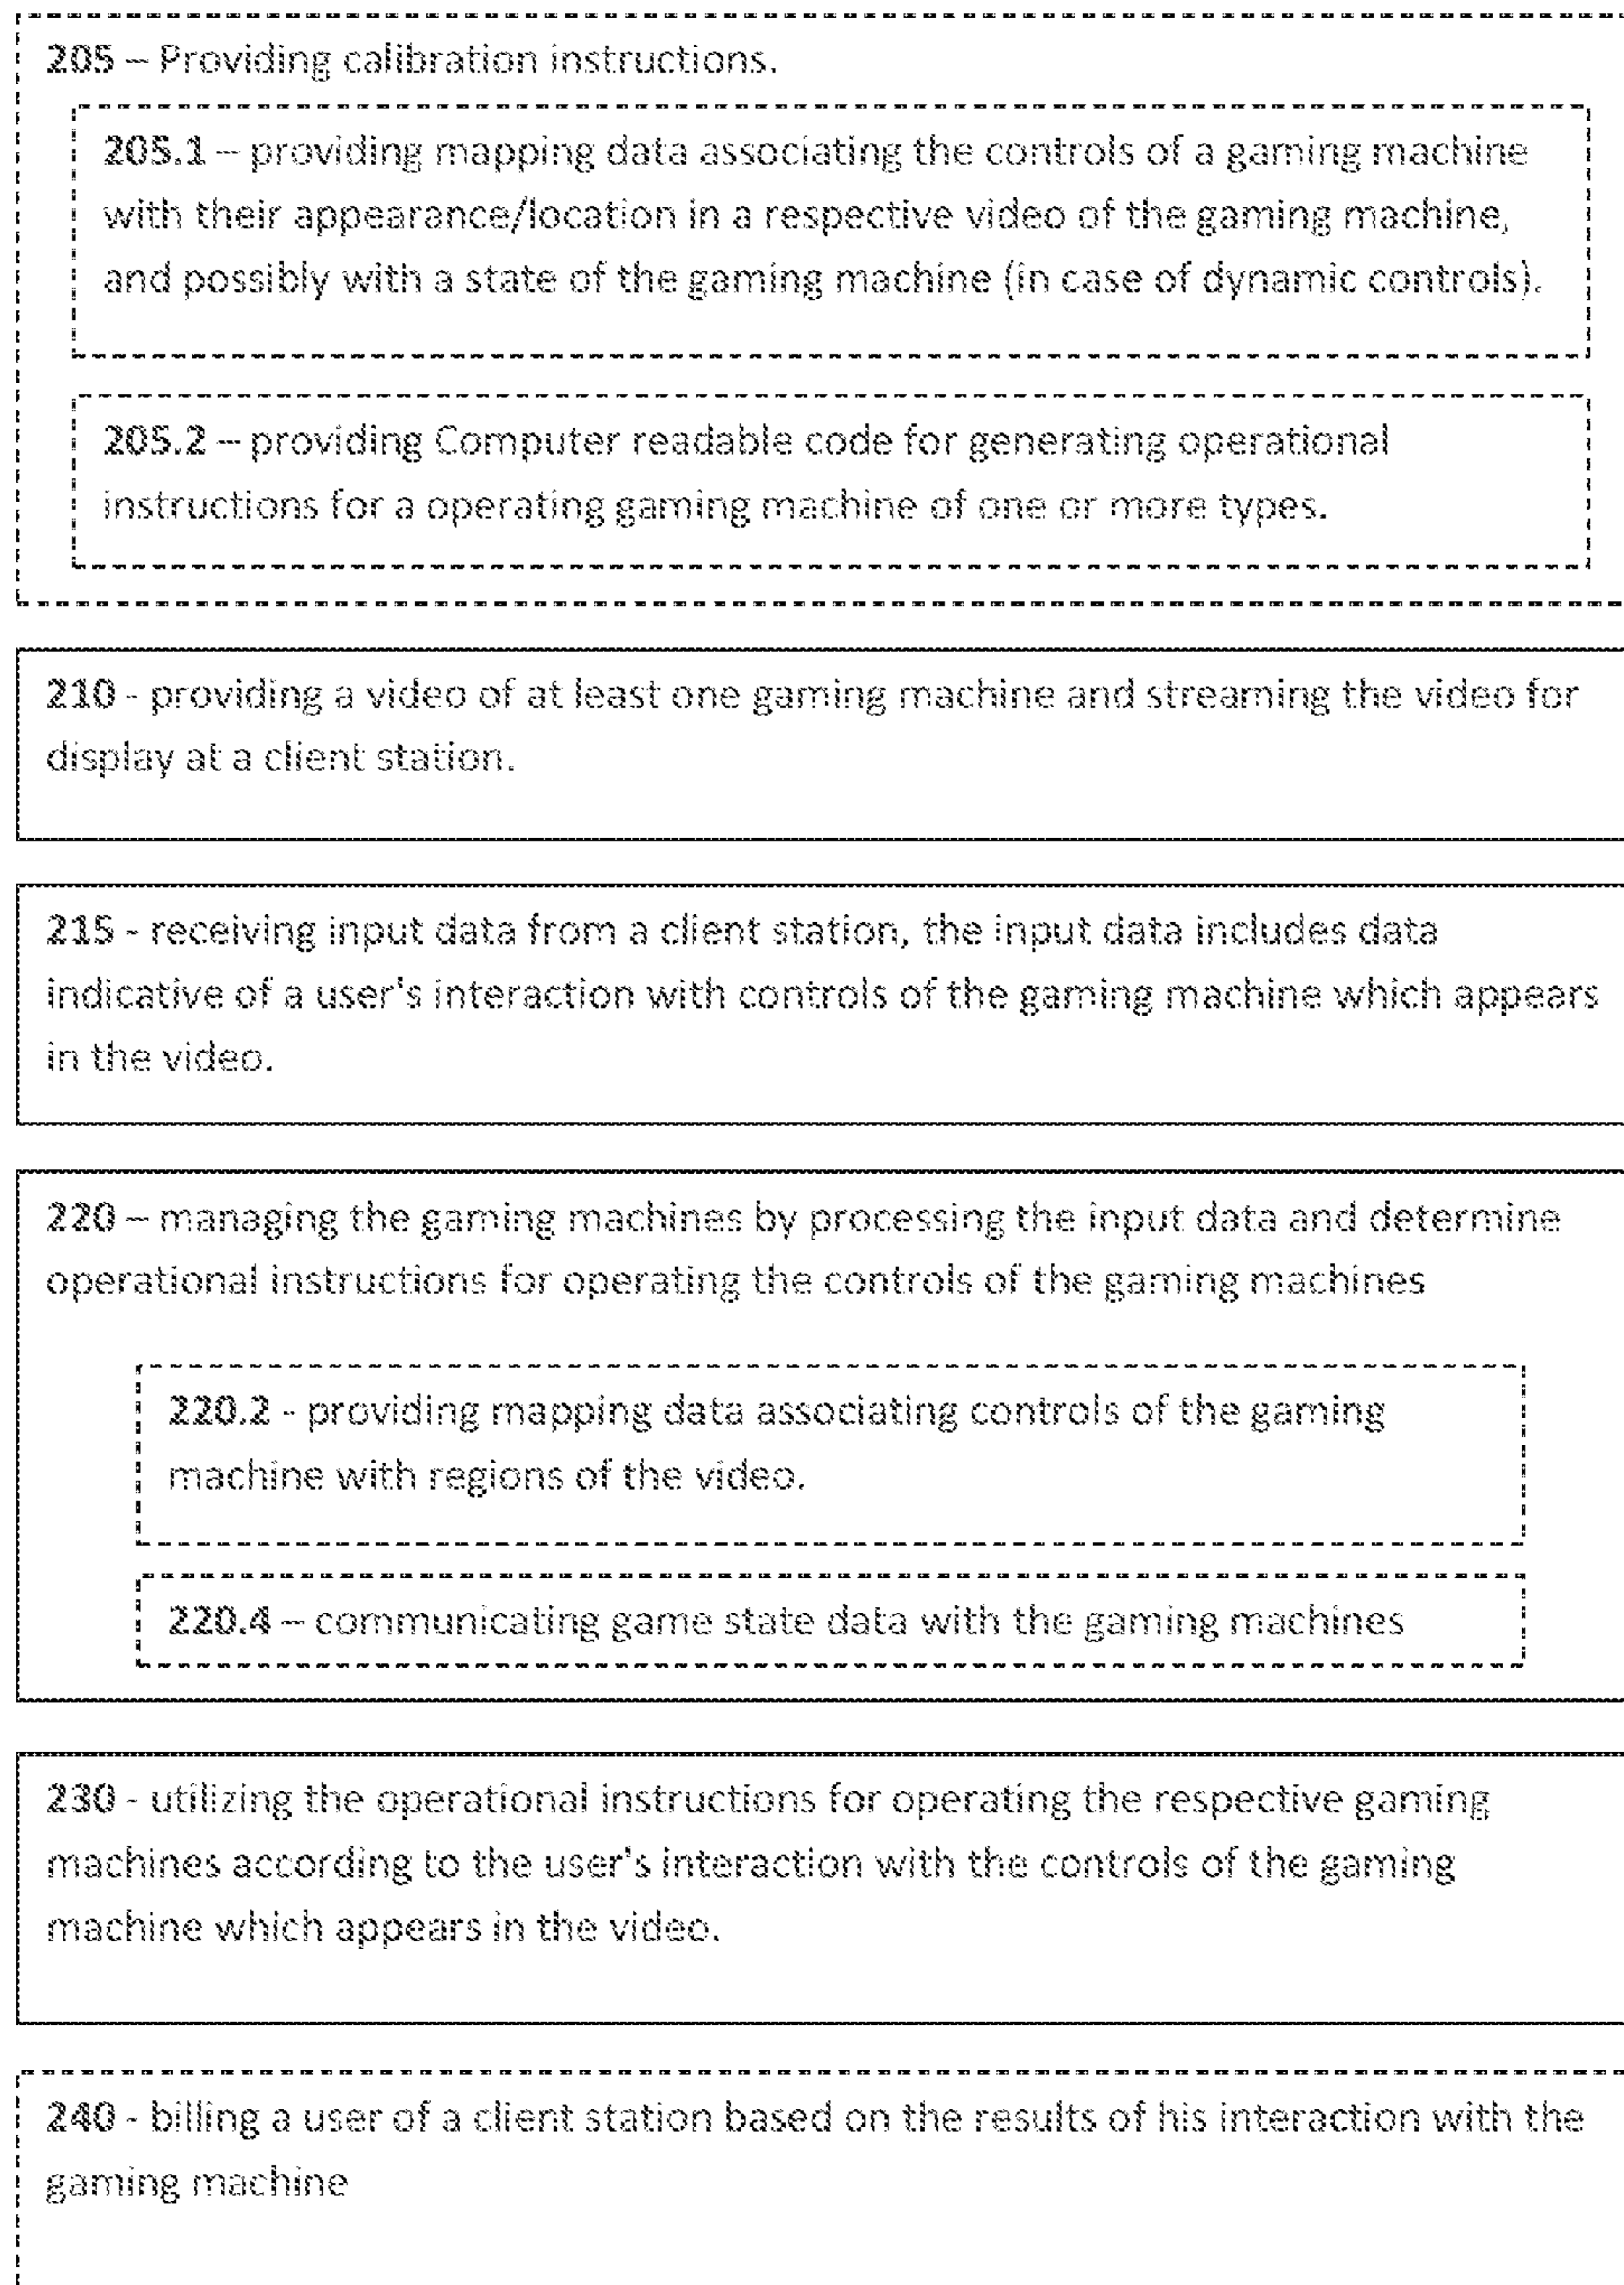 205 – Providing calibration instructions.
205.1 – providing mapping data associating the controls of a gaming machine
with their appearance/location in a respective video of the gaming machine,
and possibly with a state of the gaming machine (in case of dynamic controls).
205.2 – providing Computer readable code for generating operational
instructions for a operating gaming machine of one or more types.
210 - providing a video of at least one gaming machine and streaming the video for
display at a client station.
215 - receiving input data from a client station, the input data includes data
indicative of a user's interaction with controls of the gaming machine which appears
in the video.
220 – managing the gaming machines by processing the input data and determine
operational instructions for operating the controls of the gaming machines
220.2 - providing mapping data associating controls of the gaming
machine with regions of the video.
220.4 – communicating game state data with the gaming machines
230 - utilizing the operational instructions for operating the respective gaming
machines according to the user's interaction with the controls of the gaming
machine which appears in the video.
240 - billing a user of a client station based on the results of his interaction with the
gaming machine